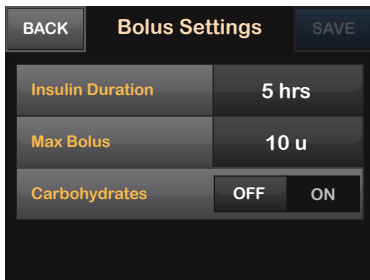 BACK Bolus Settings SAVE
Insulin Duration 5 hrs
Max Bolus 10 u
Carbohydrates OFF ON